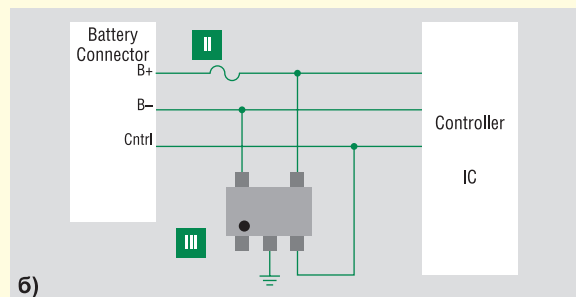 Battery
Connector
II
B+
B–
Cntrl
Controller
IC
III
б)